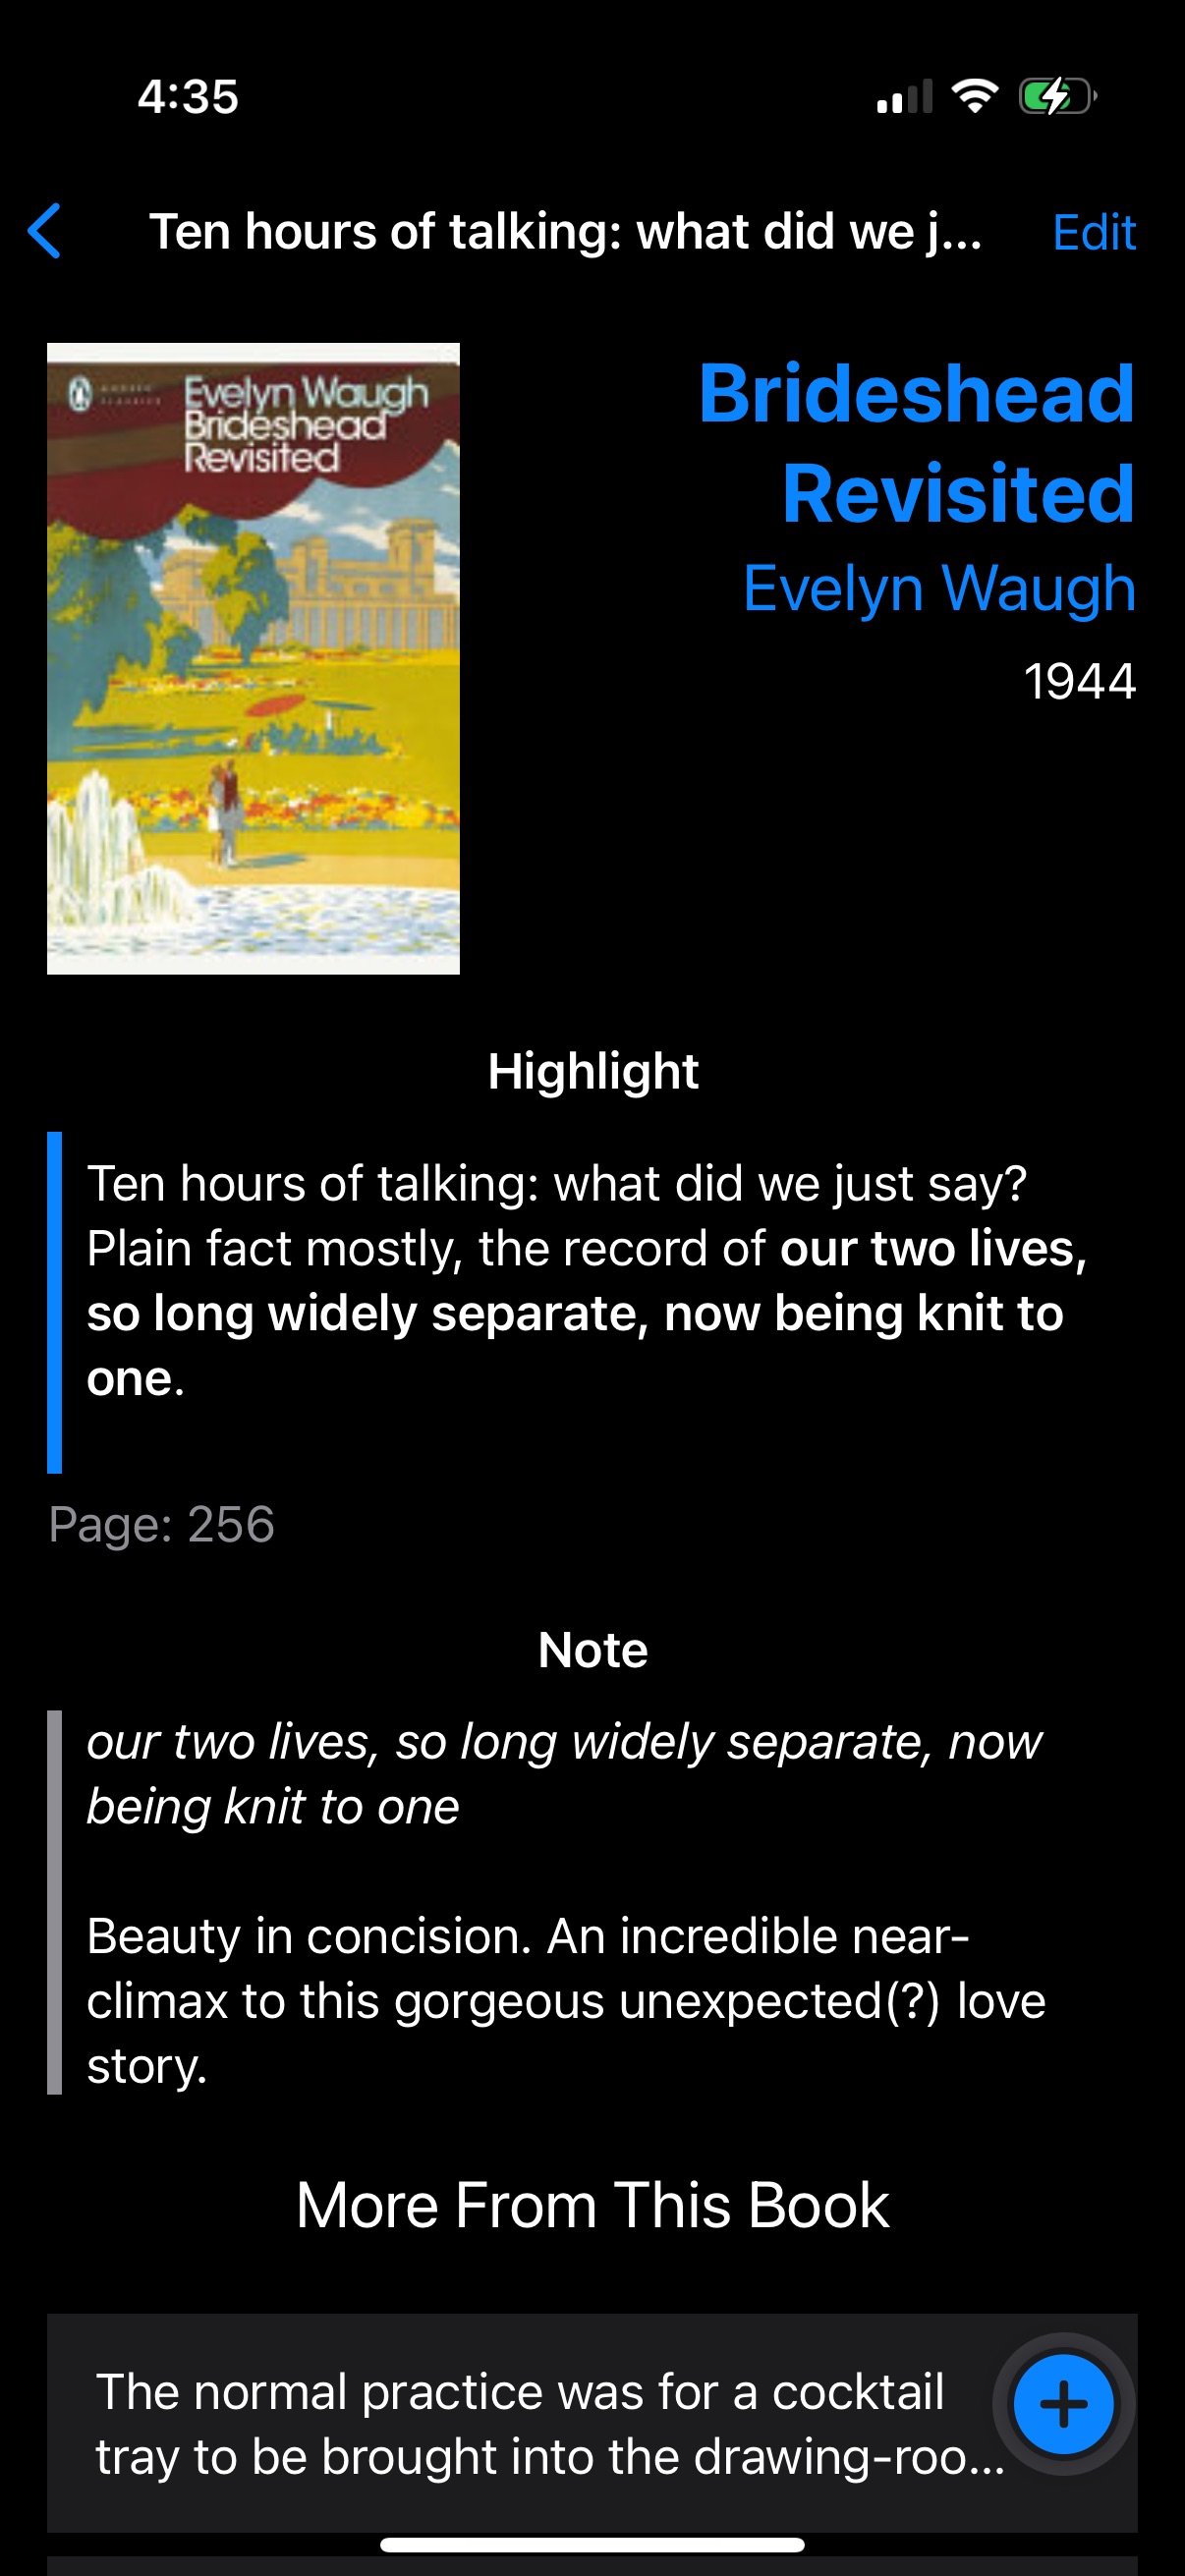 4:35
Ten hours of talking: what did we j...
Edit
Evelyn Waugh
Brideshead
Revisited
Brideshead
Revisited
Evelyn Waugh
1944
Highlight
Ten hours of talking: what did we just say?
Plain fact mostly, the record of our two lives,
so long widely separate, now being knit to
one.
Page: 256
Note
our two lives, so long widely separate, now
being knit to one
Beauty in concision. An incredible near-
climax to this gorgeous unexpected(?) love
story.
More From This Book
The normal practice was for a cocktail
tray to be brought into the drawing-roo...